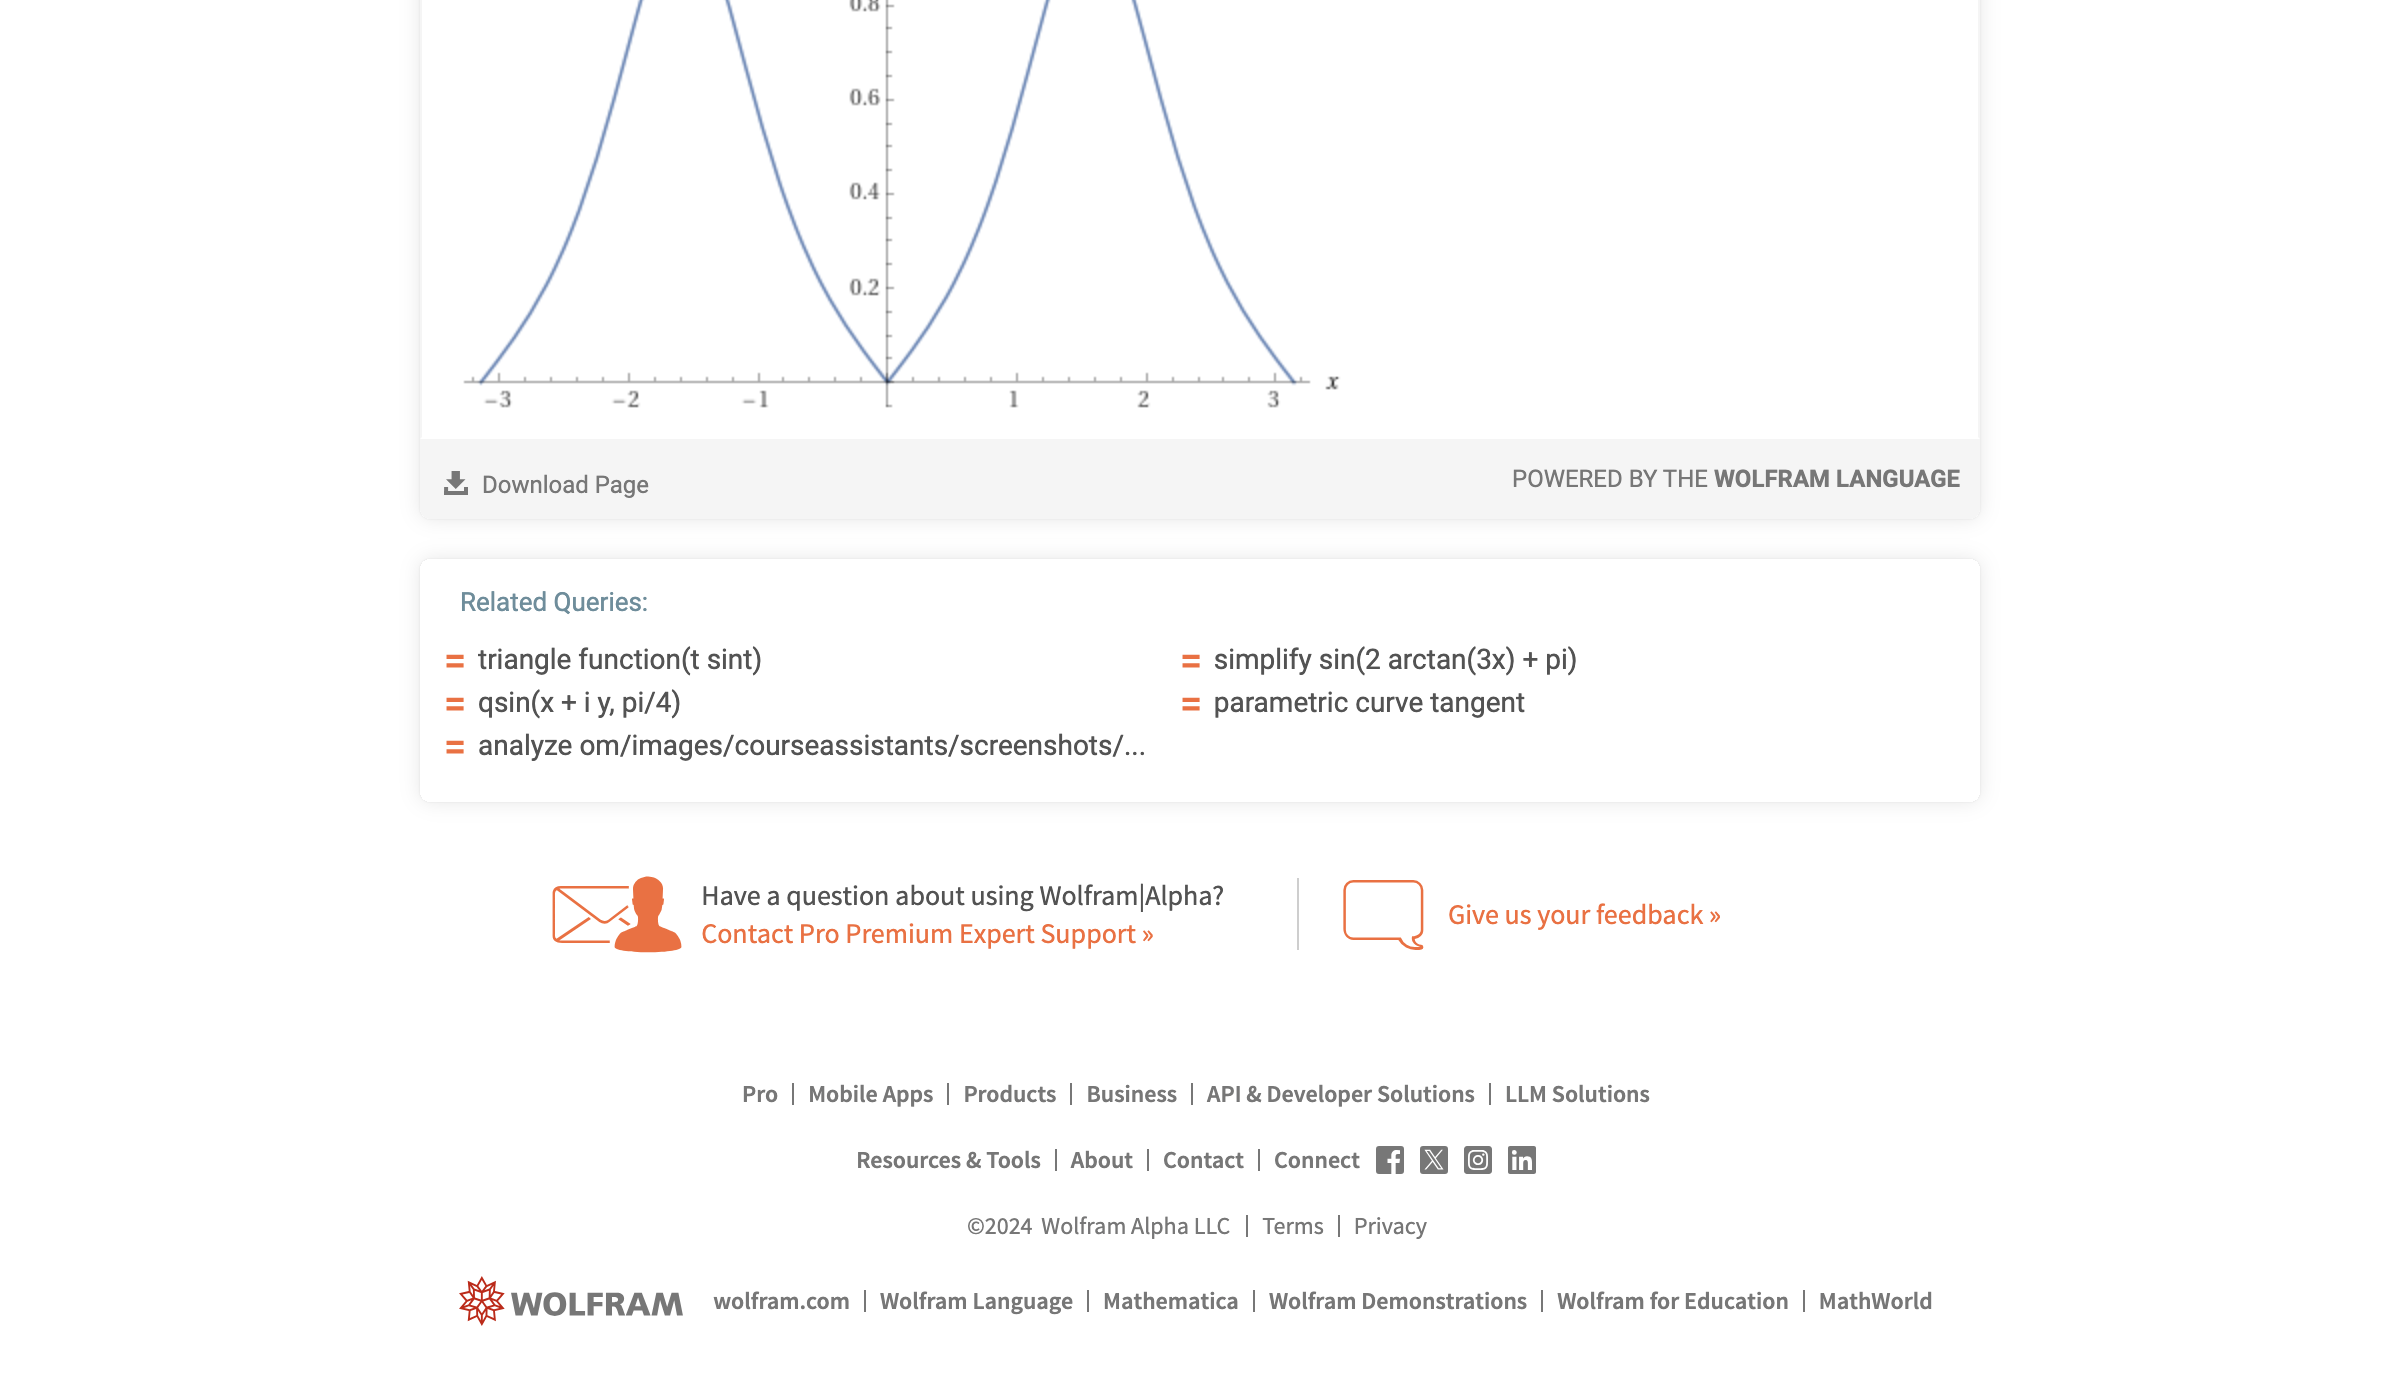 0.8
0.6
0.4
0.2
−3 −2 −1 1 2 3 x
Download Page
POWERED BY THE WOLFRAM LANGUAGE
Related Queries:
= triangle function(t sint)
= simplify sin(2 arctan(3x) + pi)
= qsin(x + i y, pi/4)
= parametric curve tangent
= analyze om/images/courseassistants/screenshots/...
Have a question about using Wolfram|Alpha?
Contact Pro Premium Expert Support »
Give us your feedback »
Pro | Mobile Apps | Products | Business | API & Developer Solutions | LLM Solutions
Resources & Tools | About | Contact | Connect
©2024 Wolfram Alpha LLC | Terms | Privacy
WOLFRAM wolfram.com | Wolfram Language | Mathematica | Wolfram Demonstrations | Wolfram for Education | MathWorld